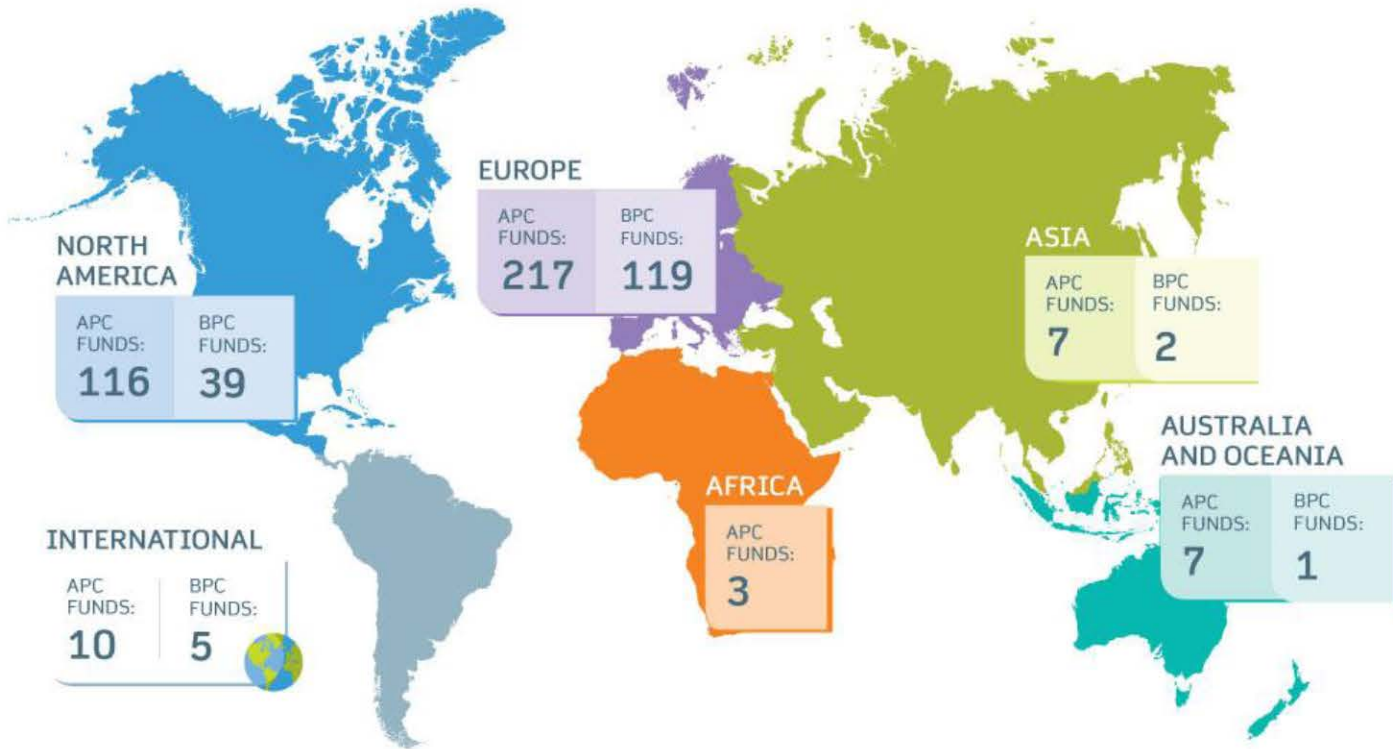 NORTH
AMERICA
APC
FUNDS:
116
BPC
FUNDS:
39
EUROPE
APC
FUNDS:
217
BPC
FUNDS:
119
ASIA
APC
FUNDS:
7
BPC
FUNDS:
2
AFRICA
APC
FUNDS:
3
AUSTRALIA
AND OCEANIA
APC
FUNDS:
7
BPC
FUNDS:
1
INTERNATIONAL
APC
FUNDS:
10
BPC
FUNDS:
5